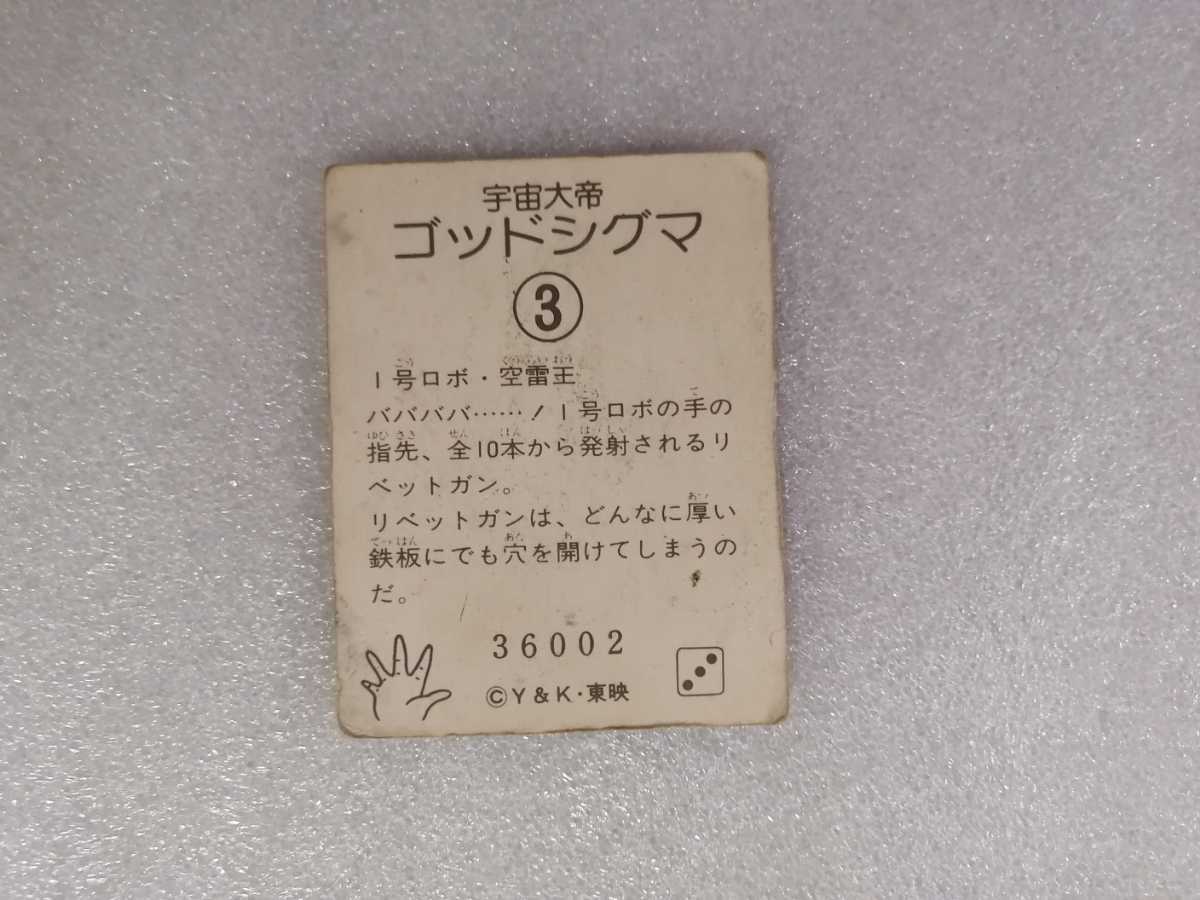 宇宙大帝
ゴッドシグマ
③
1号ロボ・空雷王
バババババ……！1号ロボの手の
指先、全10本から発射されるリ
ベットガン。
リベットガンは、どんなに厚い
鉄板にでも穴を開けてしまうの
だ。
36002
©Y＆K・東映